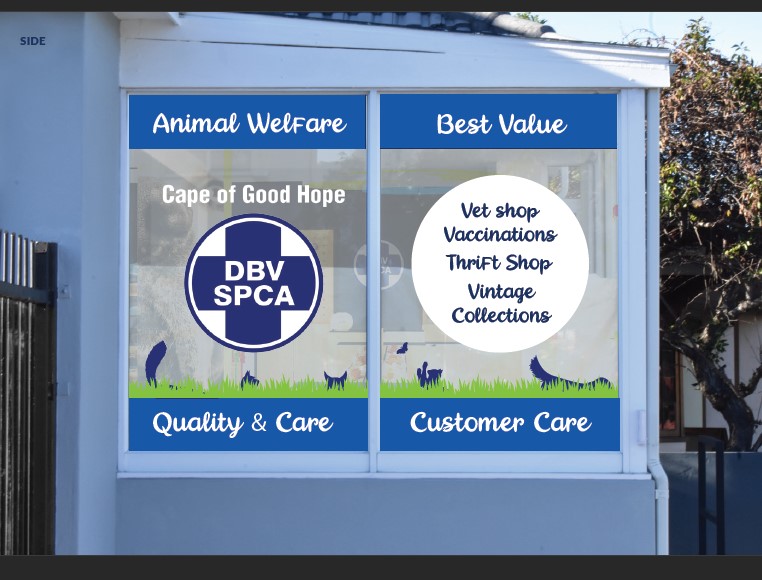 SIDE
Animal Welfare
Best Value
Cape of Good Hope
DBV
SPCA
Vet shop
Vaccinations
Thrift Shop
Vintage
Collections
Quality & Care
Customer Care